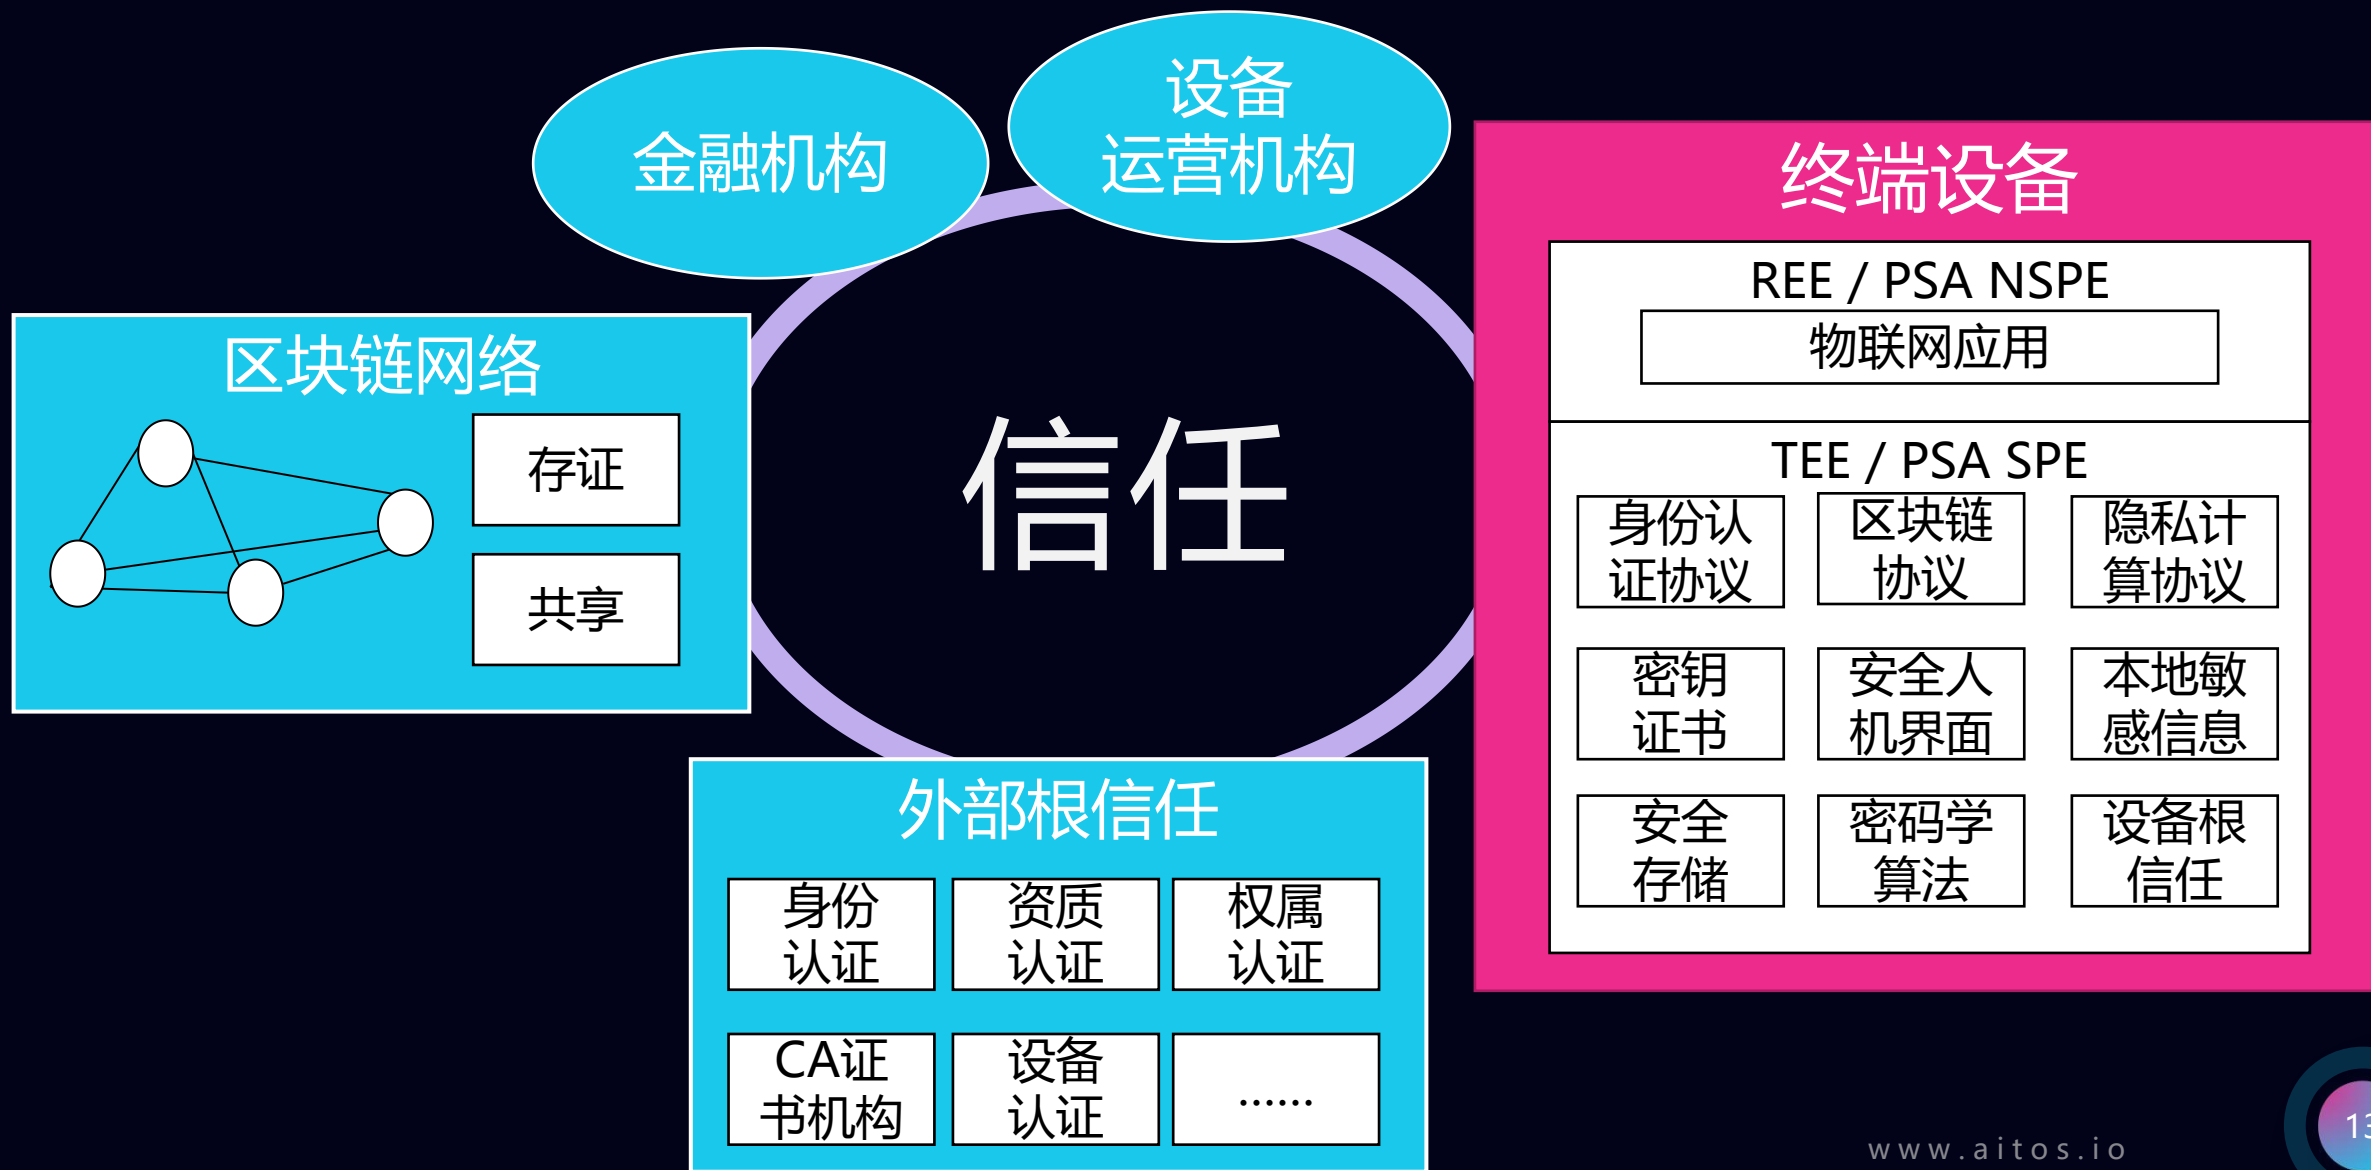 金融机构
设备
运营机构
区块链网络
存证
共享
信任
终端设备
REE / PSA NSPE
物联网应用
TEE / PSA SPE
身份认
证协议
区块链
协议
隐私计
算协议
密钥
证书
安全人
机界面
本地敏
感信息
安全
存储
密码学
算法
设备根
信任
外部根信任
身份
认证
资质
认证
权属
认证
CA证
书机构
设备
认证
……
www.aitos.io
13